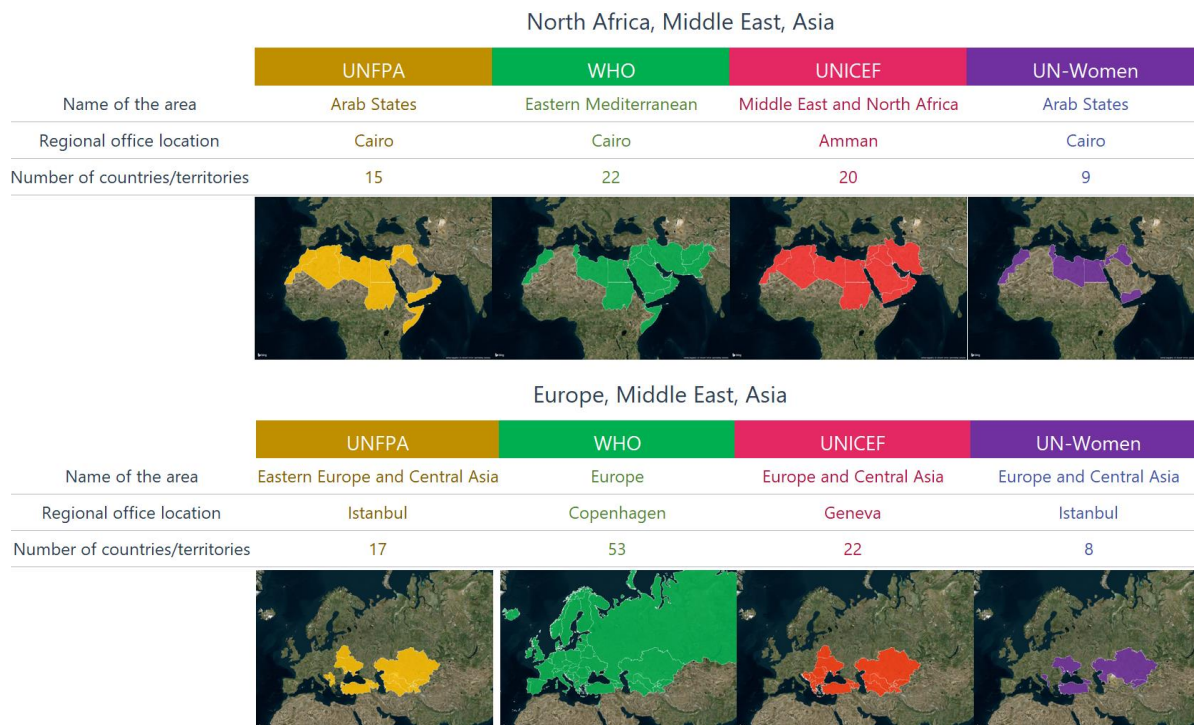 North Africa, Middle East, Asia
UNFPA WHO UNICEF UN-Women
Name of the area Arab States Eastern Mediterranean Middle East and North Africa Arab States
Regional office location Cairo Cairo Amman Cairo
Number of countries/territories 15 22 20 9
Europe, Middle East, Asia
UNFPA WHO UNICEF UN-Women
Name of the area Eastern Europe and Central Asia Europe Europe and Central Asia Europe and Central Asia
Regional office location Istanbul Copenhagen Geneva Istanbul
Number of countries/territories 17 53 22 8